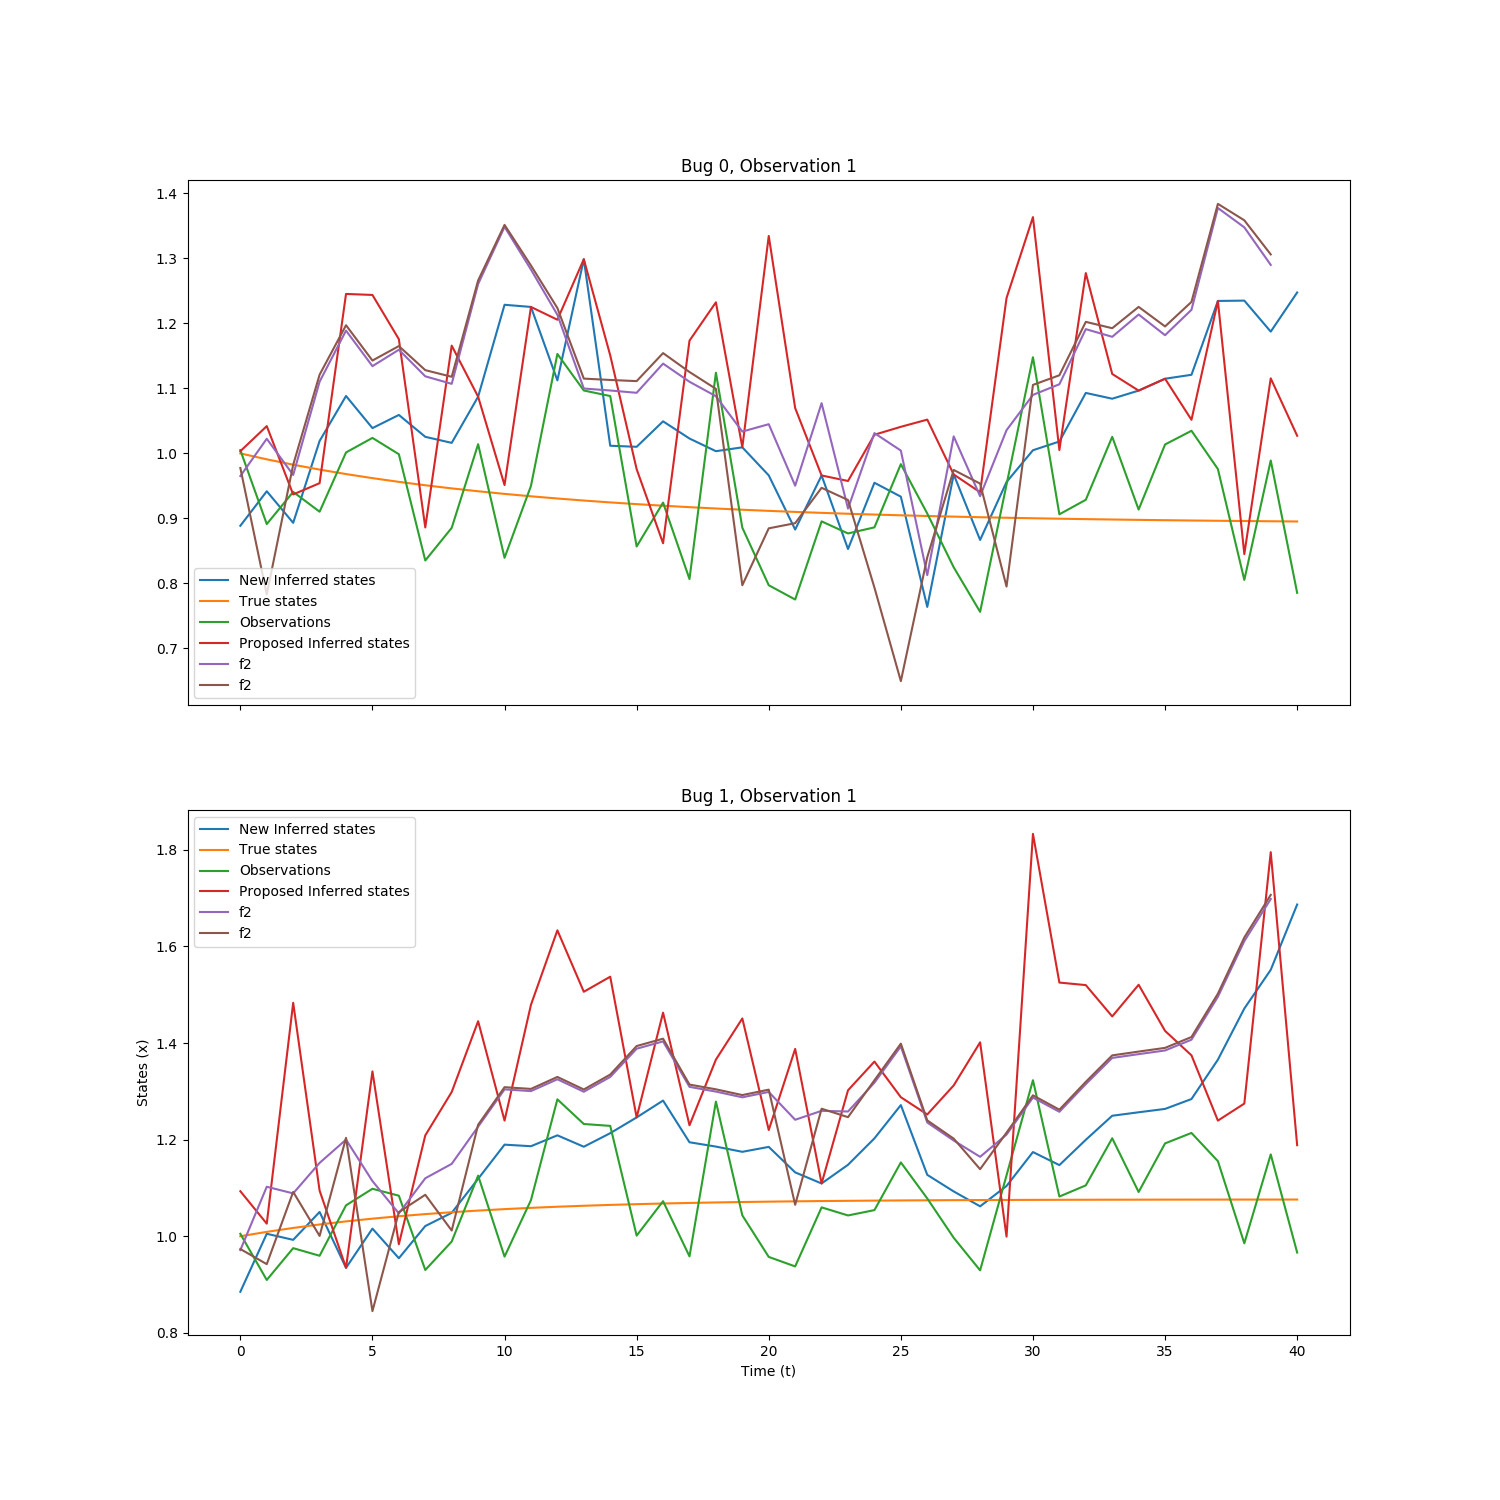 Bug 0, Observation 1
1.4
1.3
1.2
1.1
1.0
0.9
0.8
0.7
New Inferred states
True states
Observations
Proposed Inferred states
f2
f2
Bug 1, Observation 1
New Inferred states
True states
Observations
Proposed Inferred states
f2
f2
States (x)
1.8
1.6
1.4
1.2
1.0
0.8
0 5 10 15 20 25 30 35 40
Time (t)